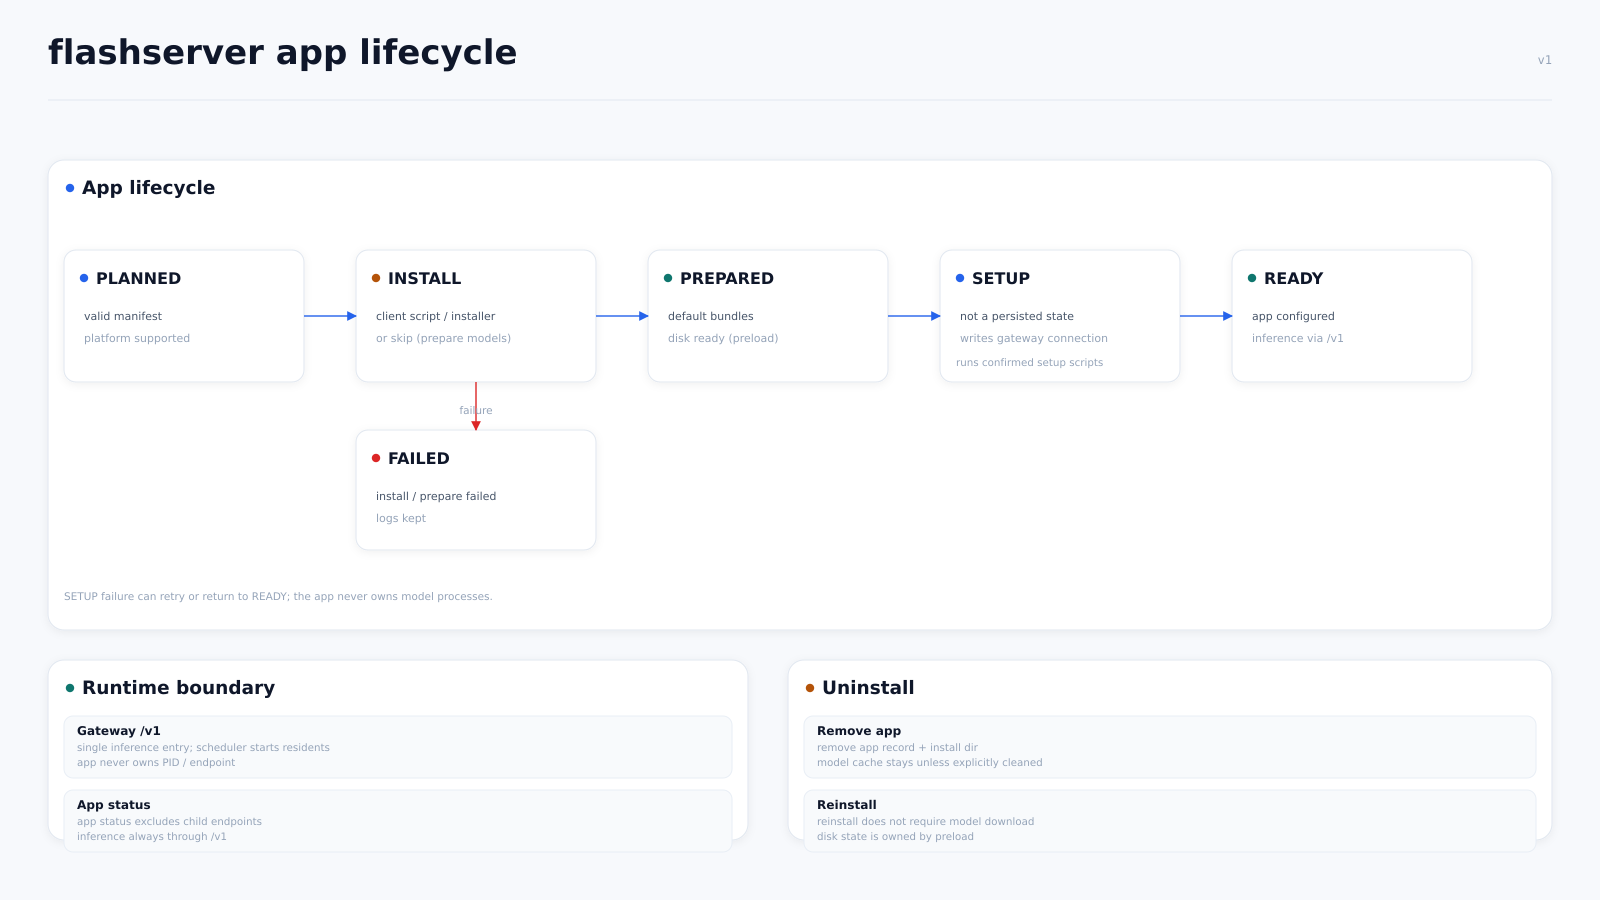 flashserver app lifecycle
v1
App lifecycle
PLANNED
valid manifest
platform supported
INSTALL
client script / installer
or skip (prepare models)
PREPARED
default bundles
disk ready (preload)
SETUP
not a persisted state
writes gateway connection
runs confirmed setup scripts
READY
app configured
inference via /v1
failure
FAILED
install / prepare failed
logs kept
SETUP failure can retry or return to READY; the app never owns model processes.
Runtime boundary
Gateway /v1
single inference entry; scheduler starts residents
app never owns PID / endpoint
App status
app status excludes child endpoints
inference always through /v1
Uninstall
Remove app
remove app record + install dir
model cache stays unless explicitly cleaned
Reinstall
reinstall does not require model download
disk state is owned by preload